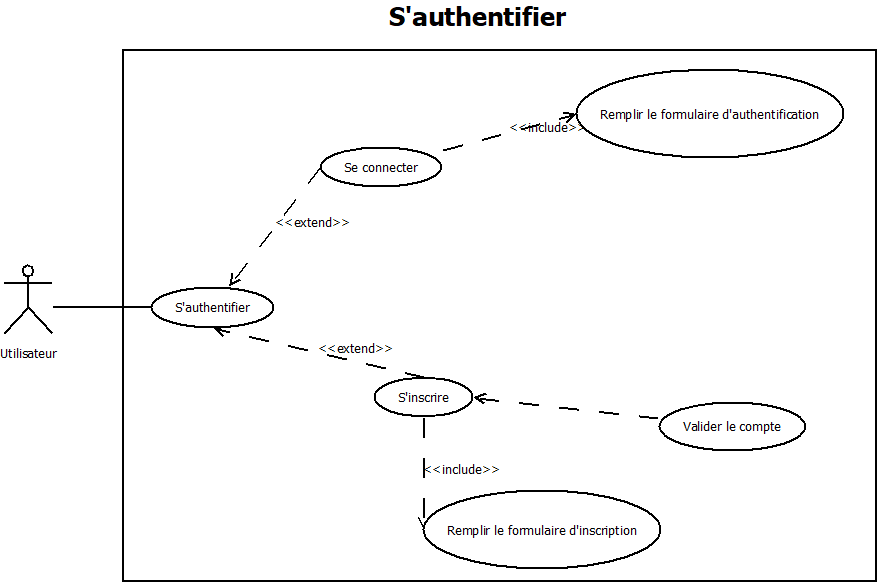 S'authentifier
Remplir le formulaire d'authentification
<<include>>
Se connecter
<<extend>>
S'authentifier
Utilisateur
<<extend>>
S'inscrire
Valider le compte
<<include>>
Remplir le formulaire d'inscription